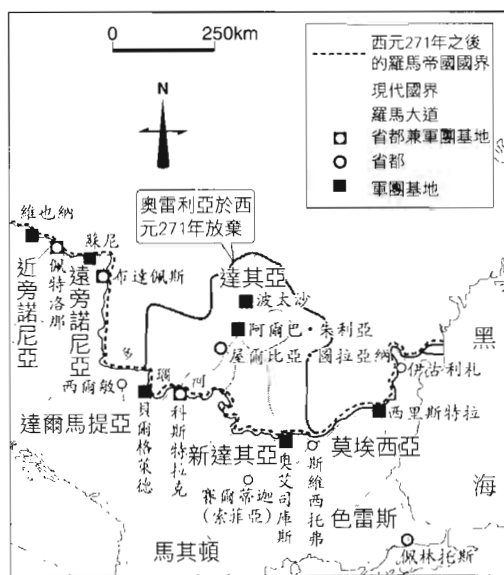 0 250km
N
西元271年之後
的羅馬帝國國界
現代國界
羅馬大道
省都兼軍團基地
省都
軍團基地
奧雷利亞於西
元271年放棄
維也納
佩特洛那
蘇尼
布達佩斯
近旁諾尼亞
遠旁諾尼亞
達其亞
波太沙
阿爾巴・朱利亞
屋爾比亞・圖拉亞納
黑
海
伊沽利札
西里斯特拉
多
瑙
河
西爾敏
達爾馬提亞
貝爾格萊德
科斯特拉克
新達其亞
莫埃西亞
奧艾司庫斯
斯維西托弗
賽爾蒂迦
(索菲亞)
色雷斯
馬其頓
佩林托斯